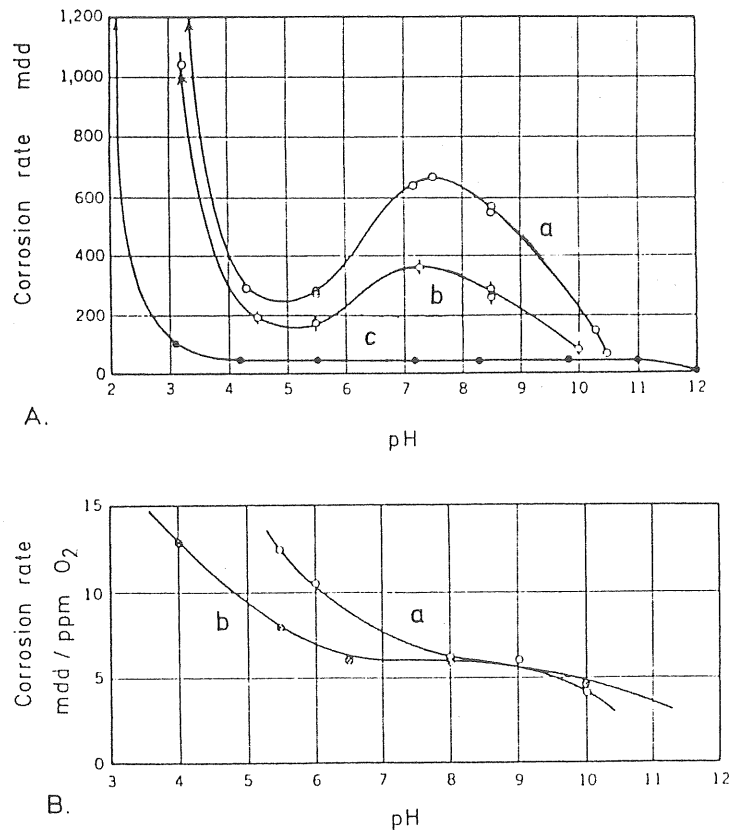 1,200
1,000
800
600
400
200
0
Corrosion rate mdd
a
b
c
2 3 4 5 6 7 8 9 10 11 12
A.
pH
15
10
5
0
Corrosion rate
mdd / ppm O₂
b
a
3 4 5 6 7 8 9 10 11 12
B.
pH